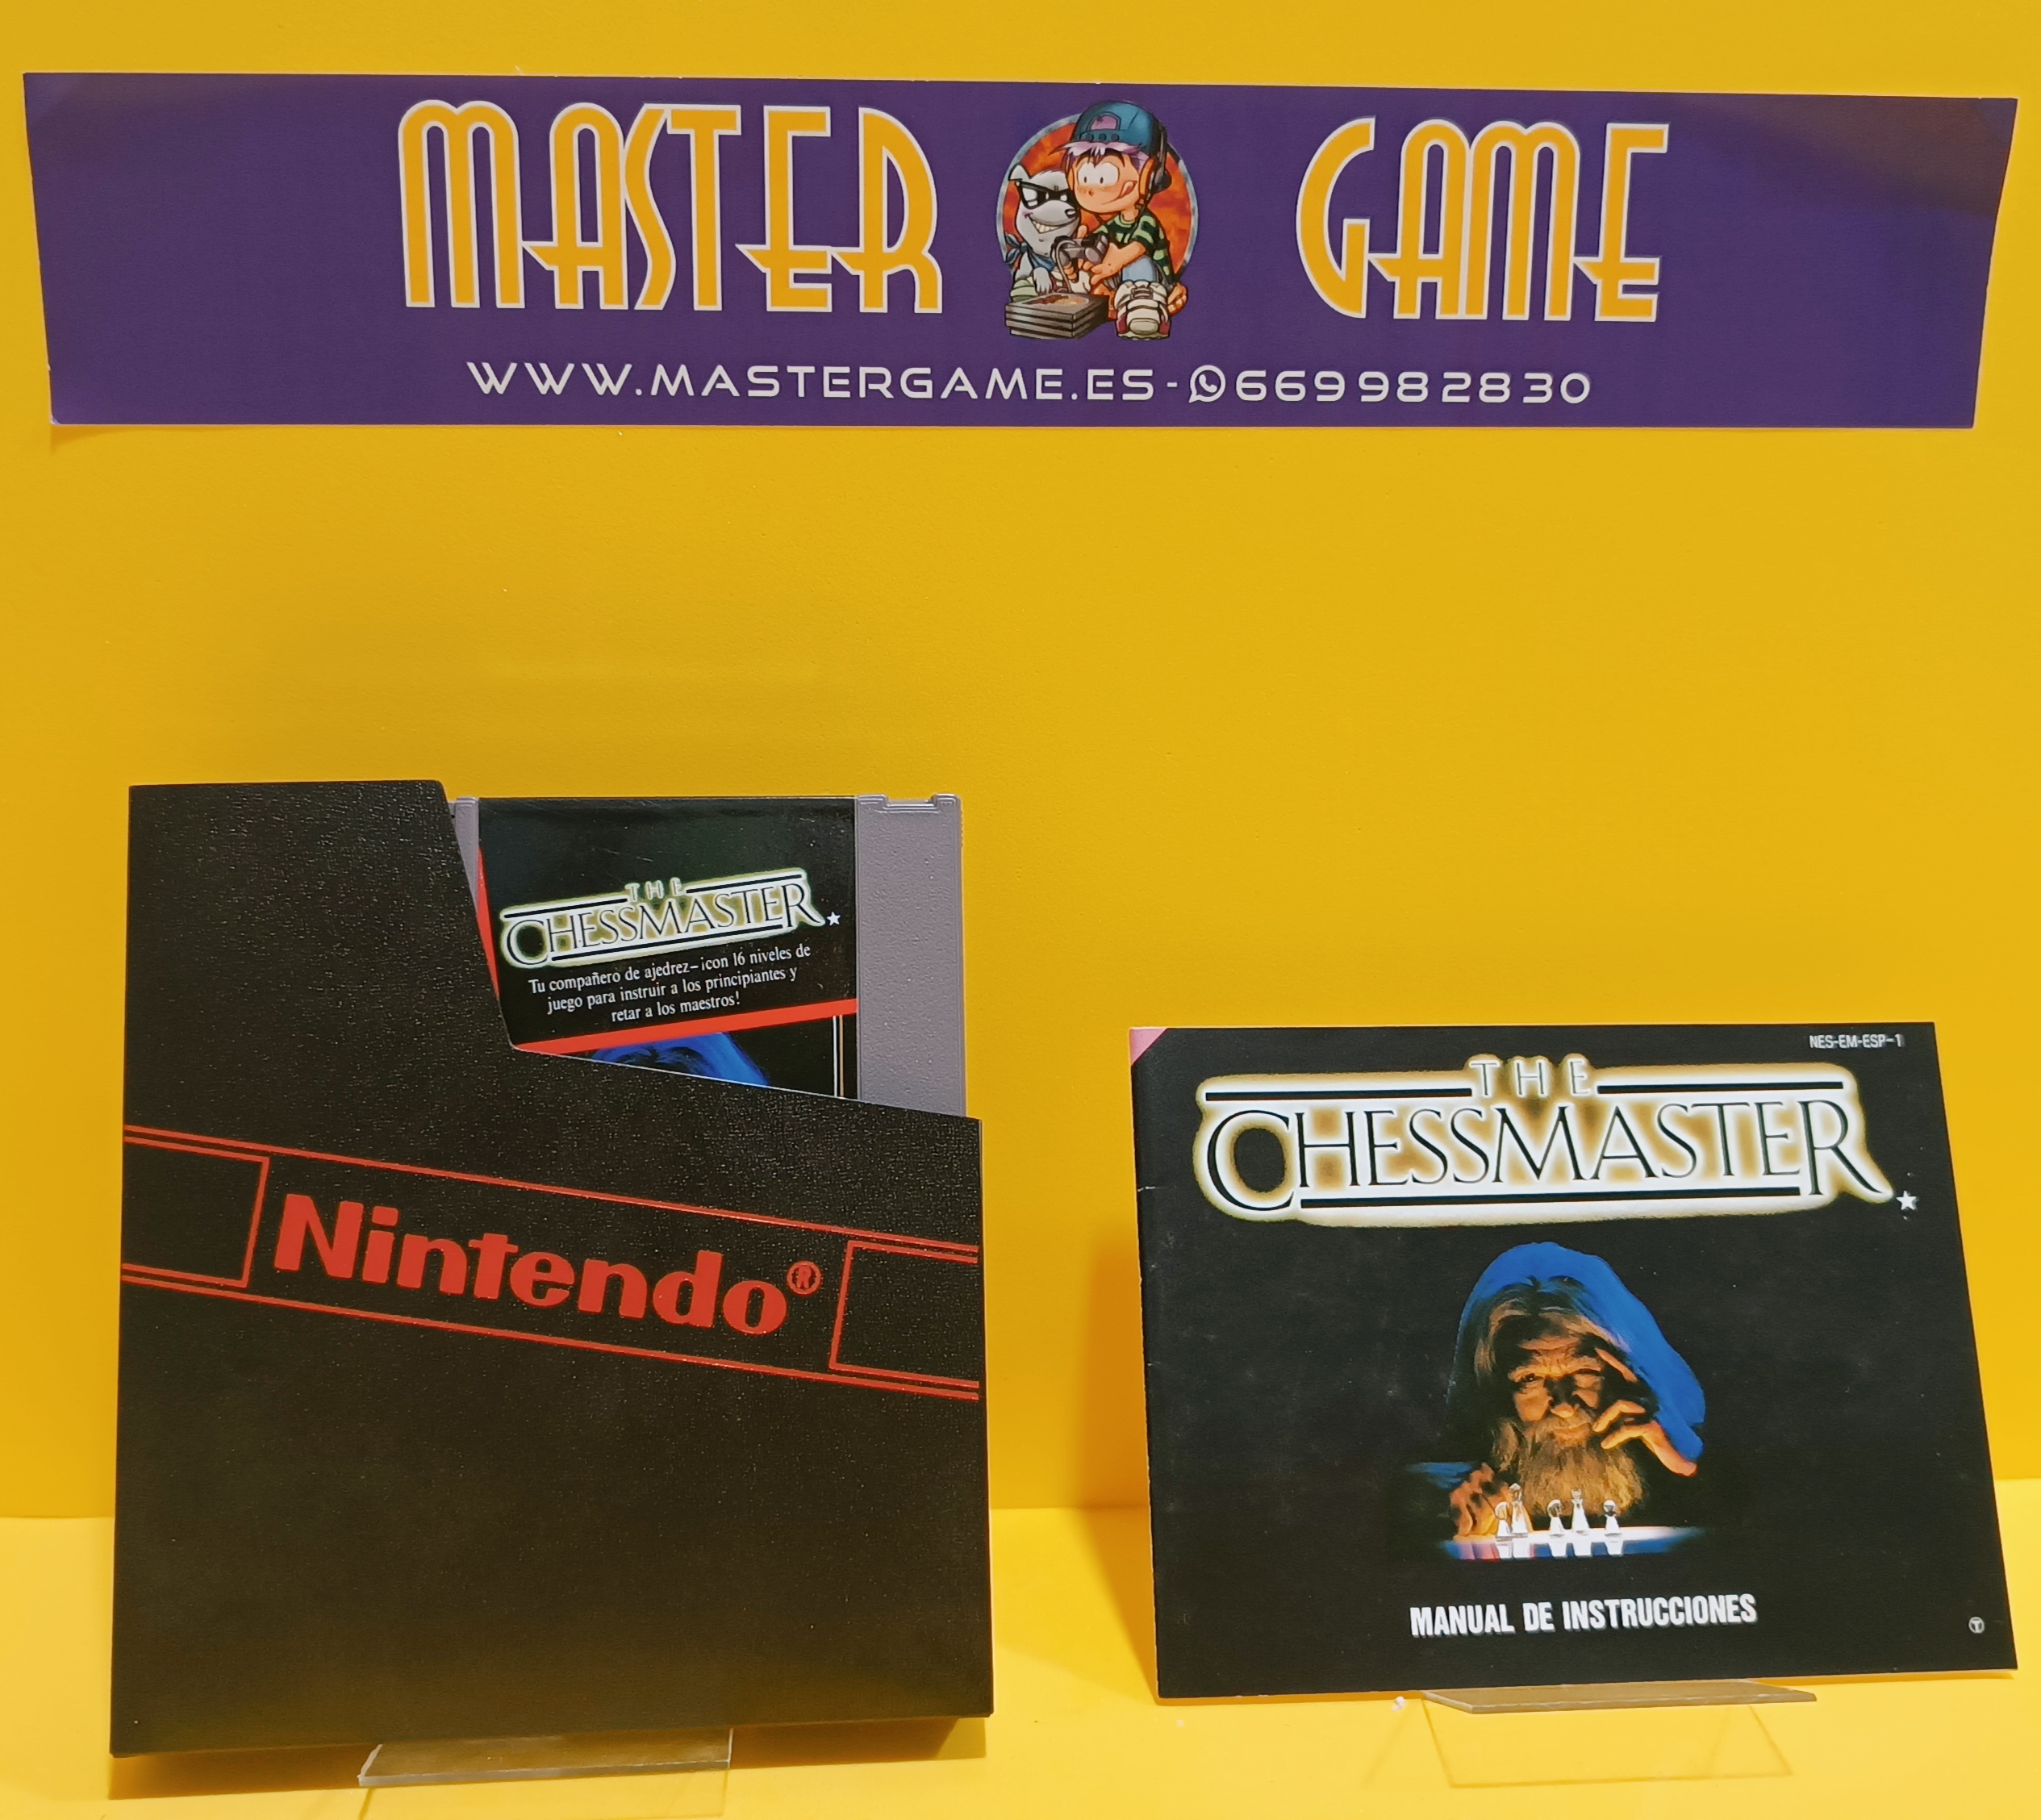 MASTER GAME
WWW.MASTERGAME.ES - 669982830
THE
CHESSMASTER
Tu compañero de ajedrez–¡con 16 niveles de
juego para instruir a los principiantes y
retar a los maestros!
Nintendo®
NES-EM-ESP-1
THE
CHESSMASTER
MANUAL DE INSTRUCCIONES
T